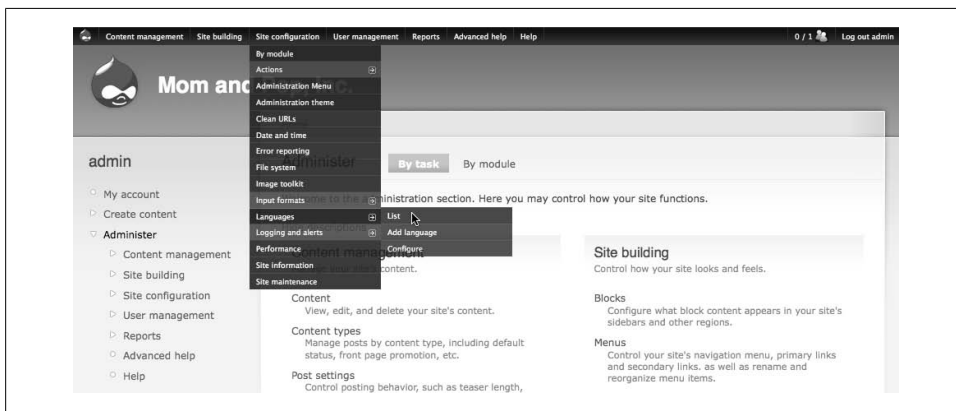 Content management Site building Site configuration User management Reports Advanced help Help 0 / 1 Log out admin
By module
Actions
Administration Menu
Administration theme
Clean URLs
Date and time
Error reporting
File system
Image toolkit
Input formats
Languages
Logging and alerts
Performance
Site information
Site maintenance
List
Add language
Configure
Mom and
inc.
admin
My account
Create content
Administer
Content management
Site building
Site configuration
User management
Reports
Advanced help
Help
Administer By task By module
ministration section. Here you may control how your site functions.
Content management
content.
Content
View, edit, and delete your site's content.
Content types
Manage posts by content type, including default
status, front page promotion, etc.
Post settings
Control posting behavior, such as teaser length,
Site building
Control how your site looks and feels.
Blocks
Configure what block content appears in your site's
sidebars and other regions.
Menus
Control your site's navigation menu, primary links
and secondary links. as well as rename and
reorganize menu items.